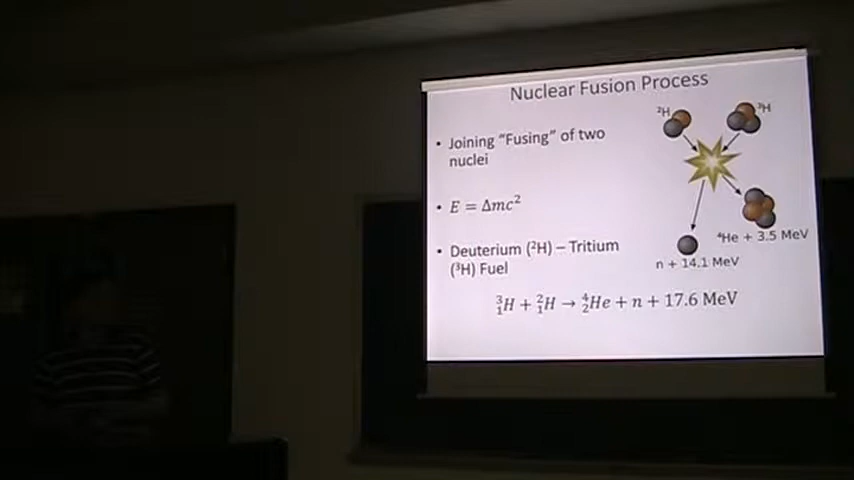 Nuclear Fusion Process
• Joining "Fusing" of two
nuclei
• E = Δmc²
• Deuterium (²H) – Tritium
(³H) Fuel
²H
³H
⁴He + 3.5 MeV
n + 14.1 MeV
³₁H + ²₁H → ⁴₂He + n + 17.6 MeV